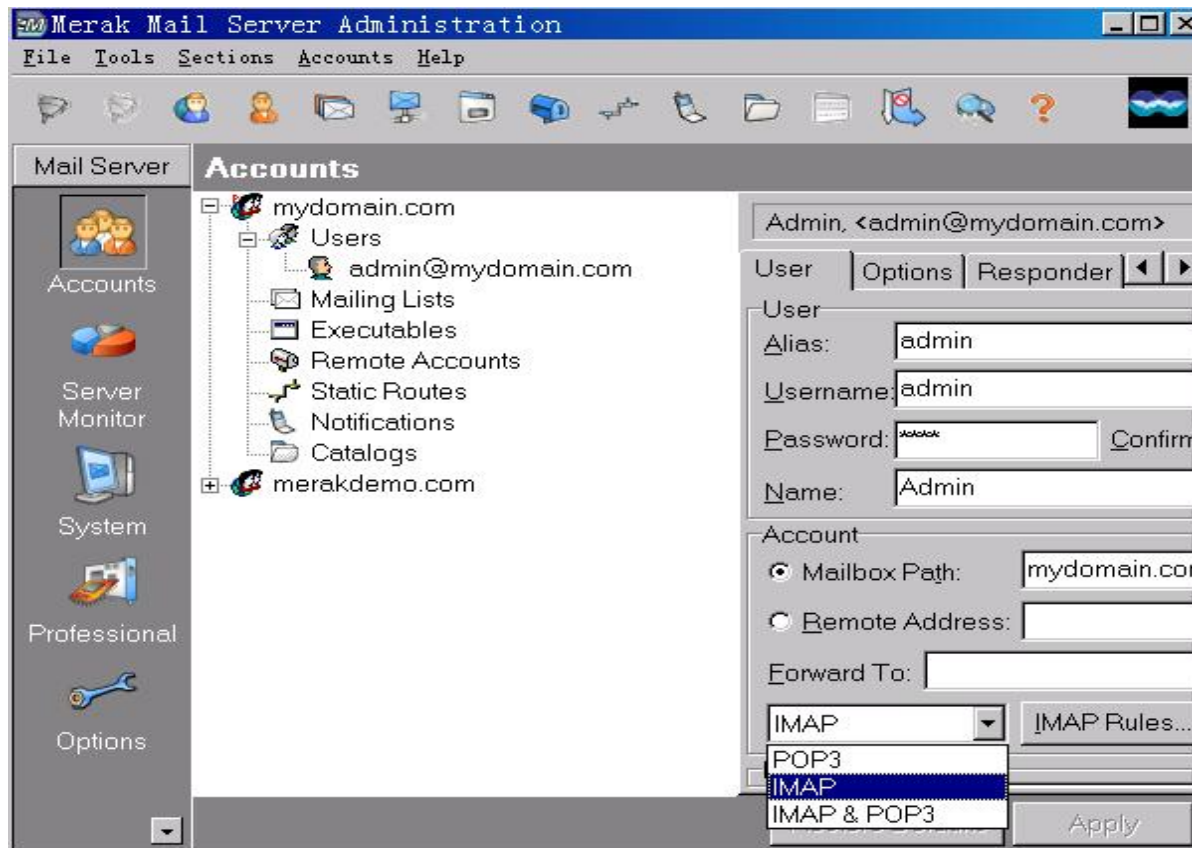 Merak Mail Server Administration
File Tools Sections Accounts Help
Mail Server
Accounts
Accounts
Server
Monitor
System
Professional
Options
mydomain.com
Users
admin@mydomain.com
Mailing Lists
Executables
Remote Accounts
Static Routes
Notifications
Catalogs
merakdemo.com
Admin, <admin@mydomain.com>
User Options Responder
User
Alias: admin
Username: admin
Password: ***** Confirm
Name: Admin
Account
Mailbox Path: mydomain.com
Remote Address:
Forward To:
IMAP IMAP Rules...
POP3
IMAP
IMAP & POP3
Apply